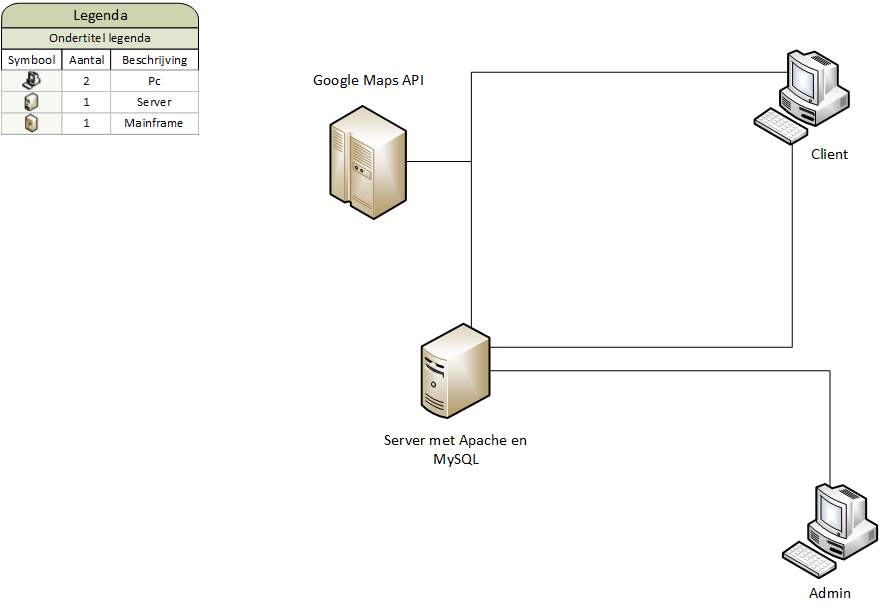 Legenda
Ondertitel legenda
Symbool Aantal Beschrijving
2 Pc
1 Server
1 Mainframe
Google Maps API
Client
Server met Apache en
MySQL
Admin